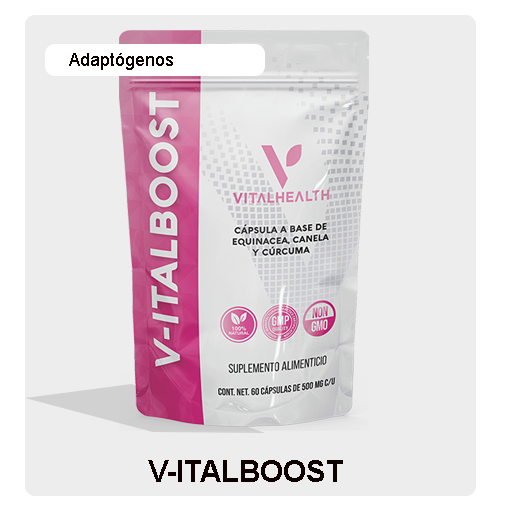 Adaptógenos
V-ITALBOOST
VITALHEALTH
CÁPSULA A BASE DE
EQUINACEA, CANELA
Y CÚRCUMA
100%
NATURAL
GMP
QUALITY
NON
GMO
SUPLEMENTO ALIMENTICIO
CONT. NET. 60 CÁPSULAS DE 500 MG C/U
V-ITALBOOST